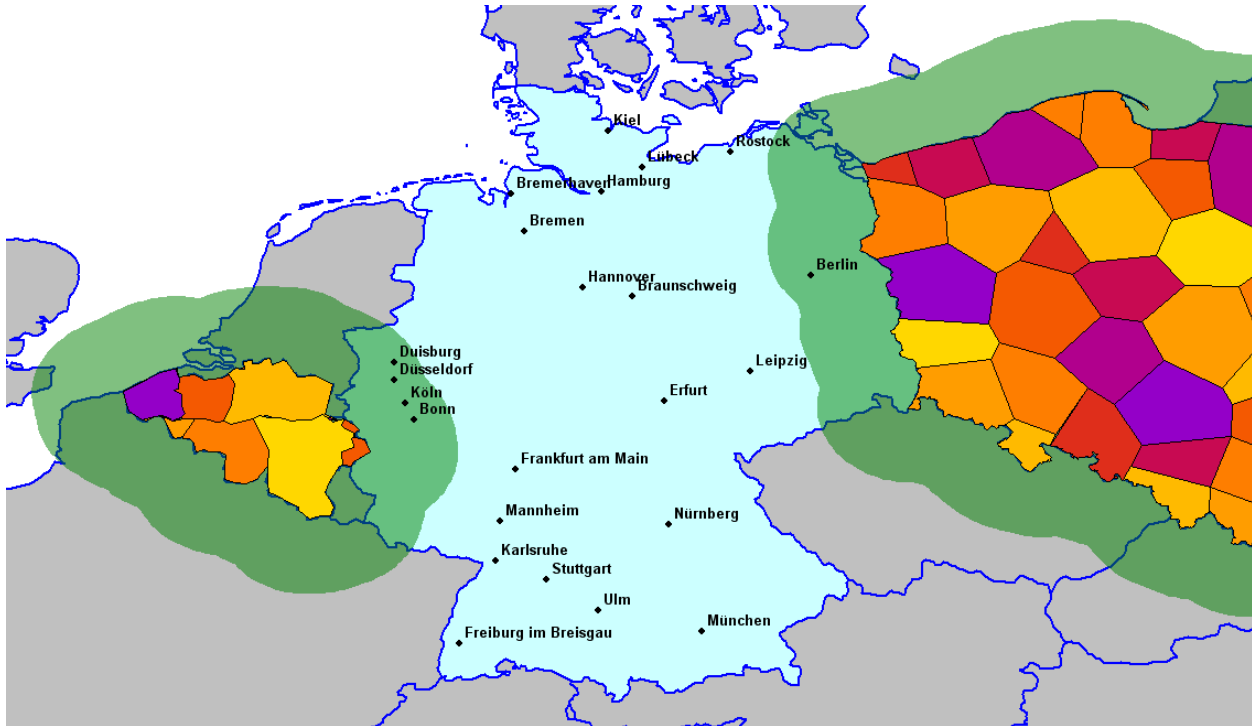 Kiel
Rostock
Lübeck
Bremerhaven
Hamburg
Bremen
Berlin
Hannover
Braunschweig
Duisburg
Düsseldorf
Leipzig
Köln
Erfurt
Bonn
Frankfurt am Main
Mannheim
Nürnberg
Karlsruhe
Stuttgart
Ulm
München
Freiburg im Breisgau